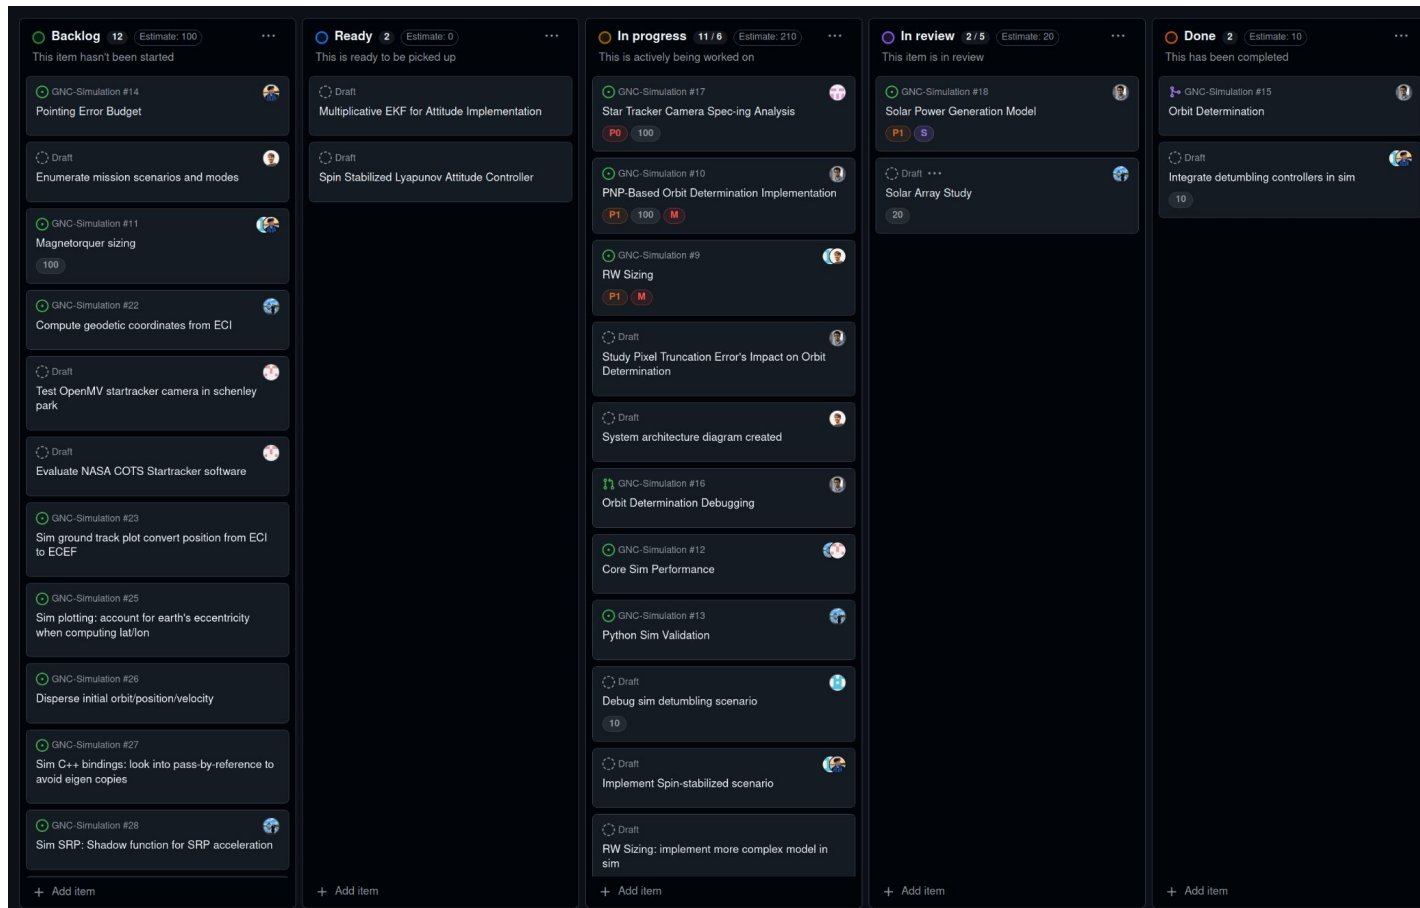 Backlog 12 Estimate: 100
This item hasn't been started
GNC-Simulation #14
Pointing Error Budget
Draft
Enumerate mission scenarios and modes
GNC-Simulation #11
Magnetorquer sizing
100
GNC-Simulation #22
Compute geodetic coordinates from ECI
Draft
Test OpenMV startracker camera in schenley
park
Draft
Evaluate NASA COTS Startracker software
GNC-Simulation #23
Sim ground track plot convert position from ECI
to ECEF
GNC-Simulation #25
Sim plotting: account for earth's eccentricity
when computing lat/lon
GNC-Simulation #26
Disperse initial orbit/position/velocity
GNC-Simulation #27
Sim C++ bindings: look into pass-by-reference to
avoid eigen copies
GNC-Simulation #28
Sim SRP: Shadow function for SRP acceleration
+ Add item
Ready 2 Estimate: 0
This is ready to be picked up
Draft
Multiplicative EKF for Attitude Implementation
Draft
Spin Stabilized Lyapunov Attitude Controller
+ Add item
In progress 11 / 6 Estimate: 210
This is actively being worked on
GNC-Simulation #17
Star Tracker Camera Spec-ing Analysis
P0 100
GNC-Simulation #10
PNP-Based Orbit Determination Implementation
P1 100 M
GNC-Simulation #9
RW Sizing
P1 M
Draft
Study Pixel Truncation Error's Impact on Orbit
Determination
Draft
System architecture diagram created
GNC-Simulation #16
Orbit Determination Debugging
GNC-Simulation #12
Core Sim Performance
GNC-Simulation #13
Python Sim Validation
Draft
Debug sim detumbling scenario
10
Draft
Implement Spin-stabilized scenario
Draft
RW Sizing: implement more complex model in
sim
+ Add item
In review 2 / 5 Estimate: 20
This item is in review
GNC-Simulation #18
Solar Power Generation Model
P1 S
Draft
Solar Array Study
20
+ Add item
Done 2 Estimate: 10
This has been completed
GNC-Simulation #15
Orbit Determination
Draft
Integrate detumbling controllers in sim
10
+ Add item